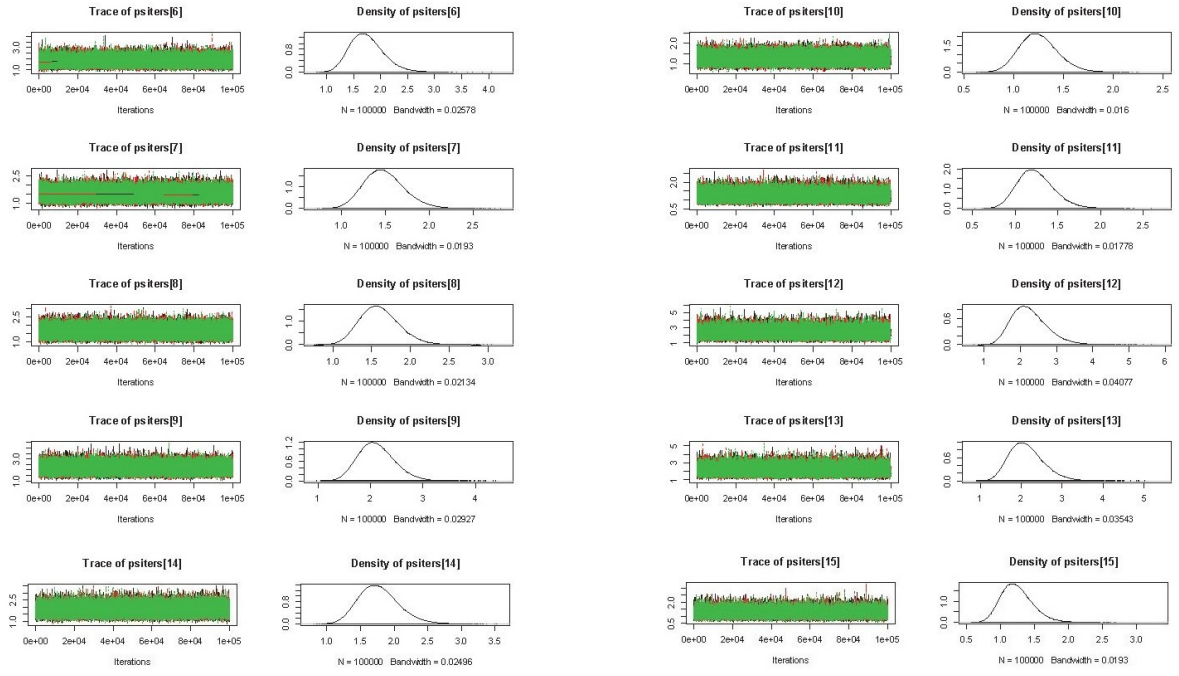 Trace of psiters[6]
3.0
1.0
0e+00 2e+04 4e+04 6e+04 8e+04 1e+05
Iterations
Density of psiters[6]
0.8
0.0
1.0 1.5 2.0 2.5 3.0 3.5 4.0
N = 100000 Bandwidth = 0.02578
Trace of psiters[10]
2.0
1.0
0e+00 2e+04 4e+04 6e+04 8e+04 1e+05
Iterations
Density of psiters[10]
1.5
0.0
0.5 1.0 1.5 2.0 2.5
N = 100000 Bandwidth = 0.016
Trace of psiters[7]
2.5
1.0
0e+00 2e+04 4e+04 6e+04 8e+04 1e+05
Iterations
Density of psiters[7]
1.0
0.0
1.0 1.5 2.0 2.5
N = 100000 Bandwidth = 0.0193
Trace of psiters[11]
2.0
0.5
0e+00 2e+04 4e+04 6e+04 8e+04 1e+05
Iterations
Density of psiters[11]
2.0
1.0
0.0
0.5 1.0 1.5 2.0 2.5
N = 100000 Bandwidth = 0.01778
Trace of psiters[8]
2.5
1.0
0e+00 2e+04 4e+04 6e+04 8e+04 1e+05
Iterations
Density of psiters[8]
1.0
0.0
1.0 1.5 2.0 2.5 3.0
N = 100000 Bandwidth = 0.02134
Trace of psiters[12]
5
3
1
0e+00 2e+04 4e+04 6e+04 8e+04 1e+05
Iterations
Density of psiters[12]
0.6
0.0
1 2 3 4 5 6
N = 100000 Bandwidth = 0.04077
Trace of psiters[9]
3.0
1.0
0e+00 2e+04 4e+04 6e+04 8e+04 1e+05
Iterations
Density of psiters[9]
1.2
0.6
0.0
1 2 3 4
N = 100000 Bandwidth = 0.02927
Trace of psiters[13]
5
3
1
0e+00 2e+04 4e+04 6e+04 8e+04 1e+05
Iterations
Density of psiters[13]
0.6
0.0
1 2 3 4 5
N = 100000 Bandwidth = 0.03543
Trace of psiters[14]
2.5
1.0
0e+00 2e+04 4e+04 6e+04 8e+04 1e+05
Iterations
Density of psiters[14]
0.8
0.0
1.0 1.5 2.0 2.5 3.0 3.5
N = 100000 Bandwidth = 0.02496
Trace of psiters[15]
2.0
0.5
0e+00 2e+04 4e+04 6e+04 8e+04 1e+05
Iterations
Density of psiters[15]
1.0
0.0
0.5 1.0 1.5 2.0 2.5 3.0
N = 100000 Bandwidth = 0.0193